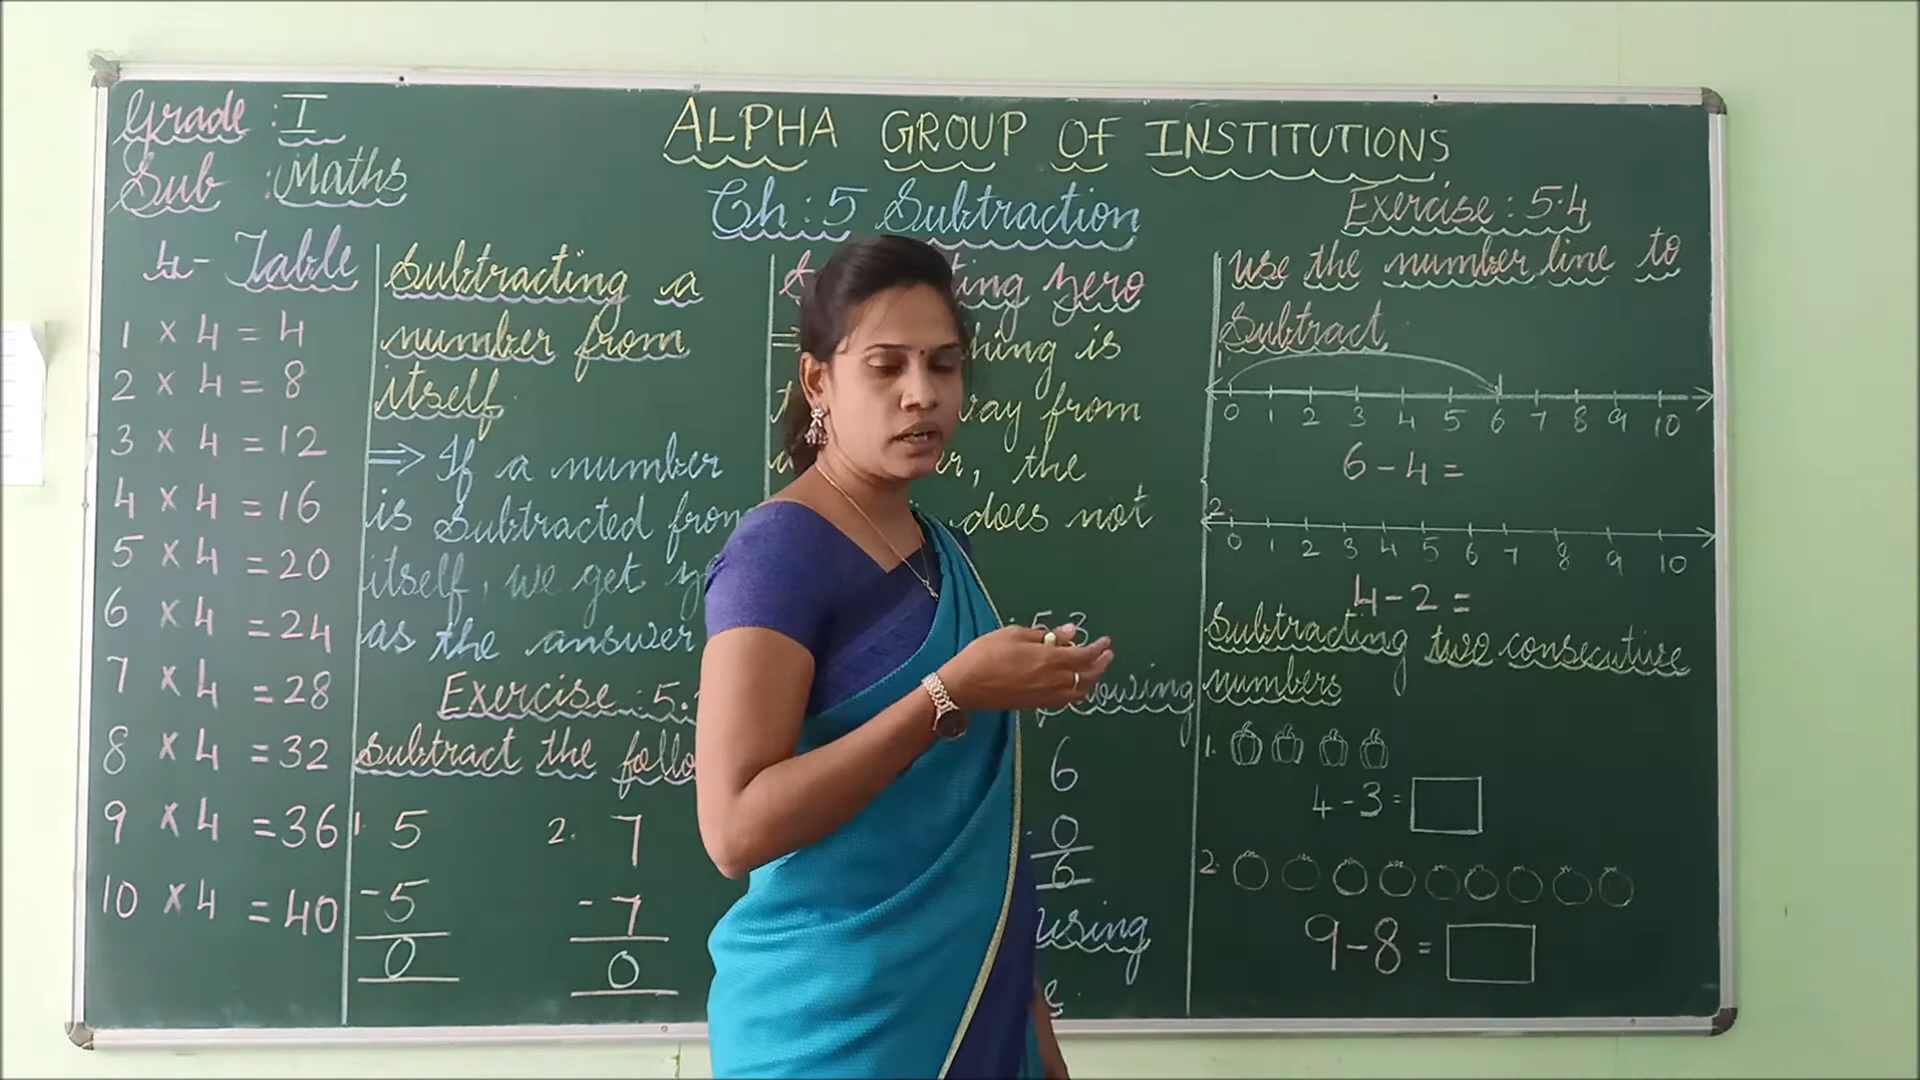 Grade : I
Sub : Maths
ALPHA GROUP OF INSTITUTIONS
Ch : 5 Subtraction
4- Table
1 × 4 = 4
2 × 4 = 8
3 × 4 = 12
4 × 4 = 16
5 × 4 = 20
6 × 4 = 24
7 × 4 = 28
8 × 4 = 32
9 × 4 = 36
10 × 4 = 40
Subtracting a
number from
itself
⇒ If a number
is Subtracted from
itself, we get
as the answer
Exercise : 5.
Subtract the
1. 5
-5
0
2. 7
-7
0
zero
is
from
, the
does not
: 5.3
6
0
6
using
Exercise : 5.4
Use the number line to
Subtract
1.
0 1 2 3 4 5 6 7 8 9 10
6 - 4 =
2.
0 1 2 3 4 5 6 7 8 9 10
4 - 2 =
Subtracting two consecutive
numbers
1.
4 - 3 =
2.
9 - 8 =